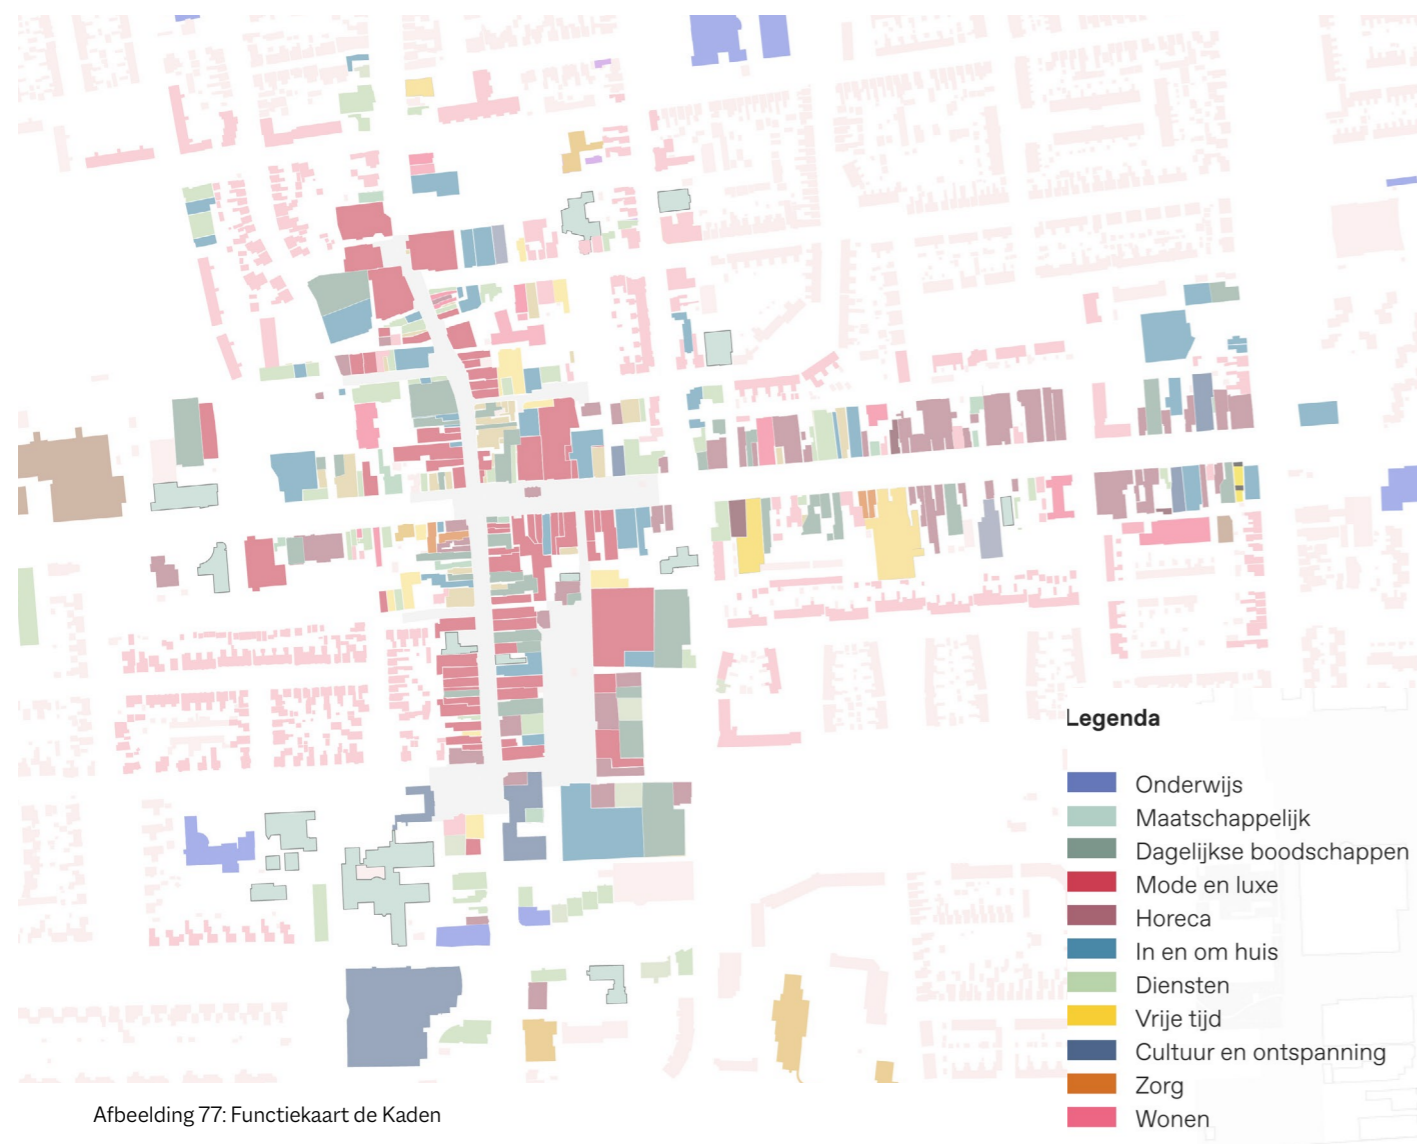 Legenda
Onderwijs
Maatschappelijk
Dagelijkse boodschappen
Mode en luxe
Horeca
In en om huis
Diensten
Vrije tijd
Cultuur en ontspanning
Zorg
Wonen
Afbeelding 77: Functiekaart de Kaden